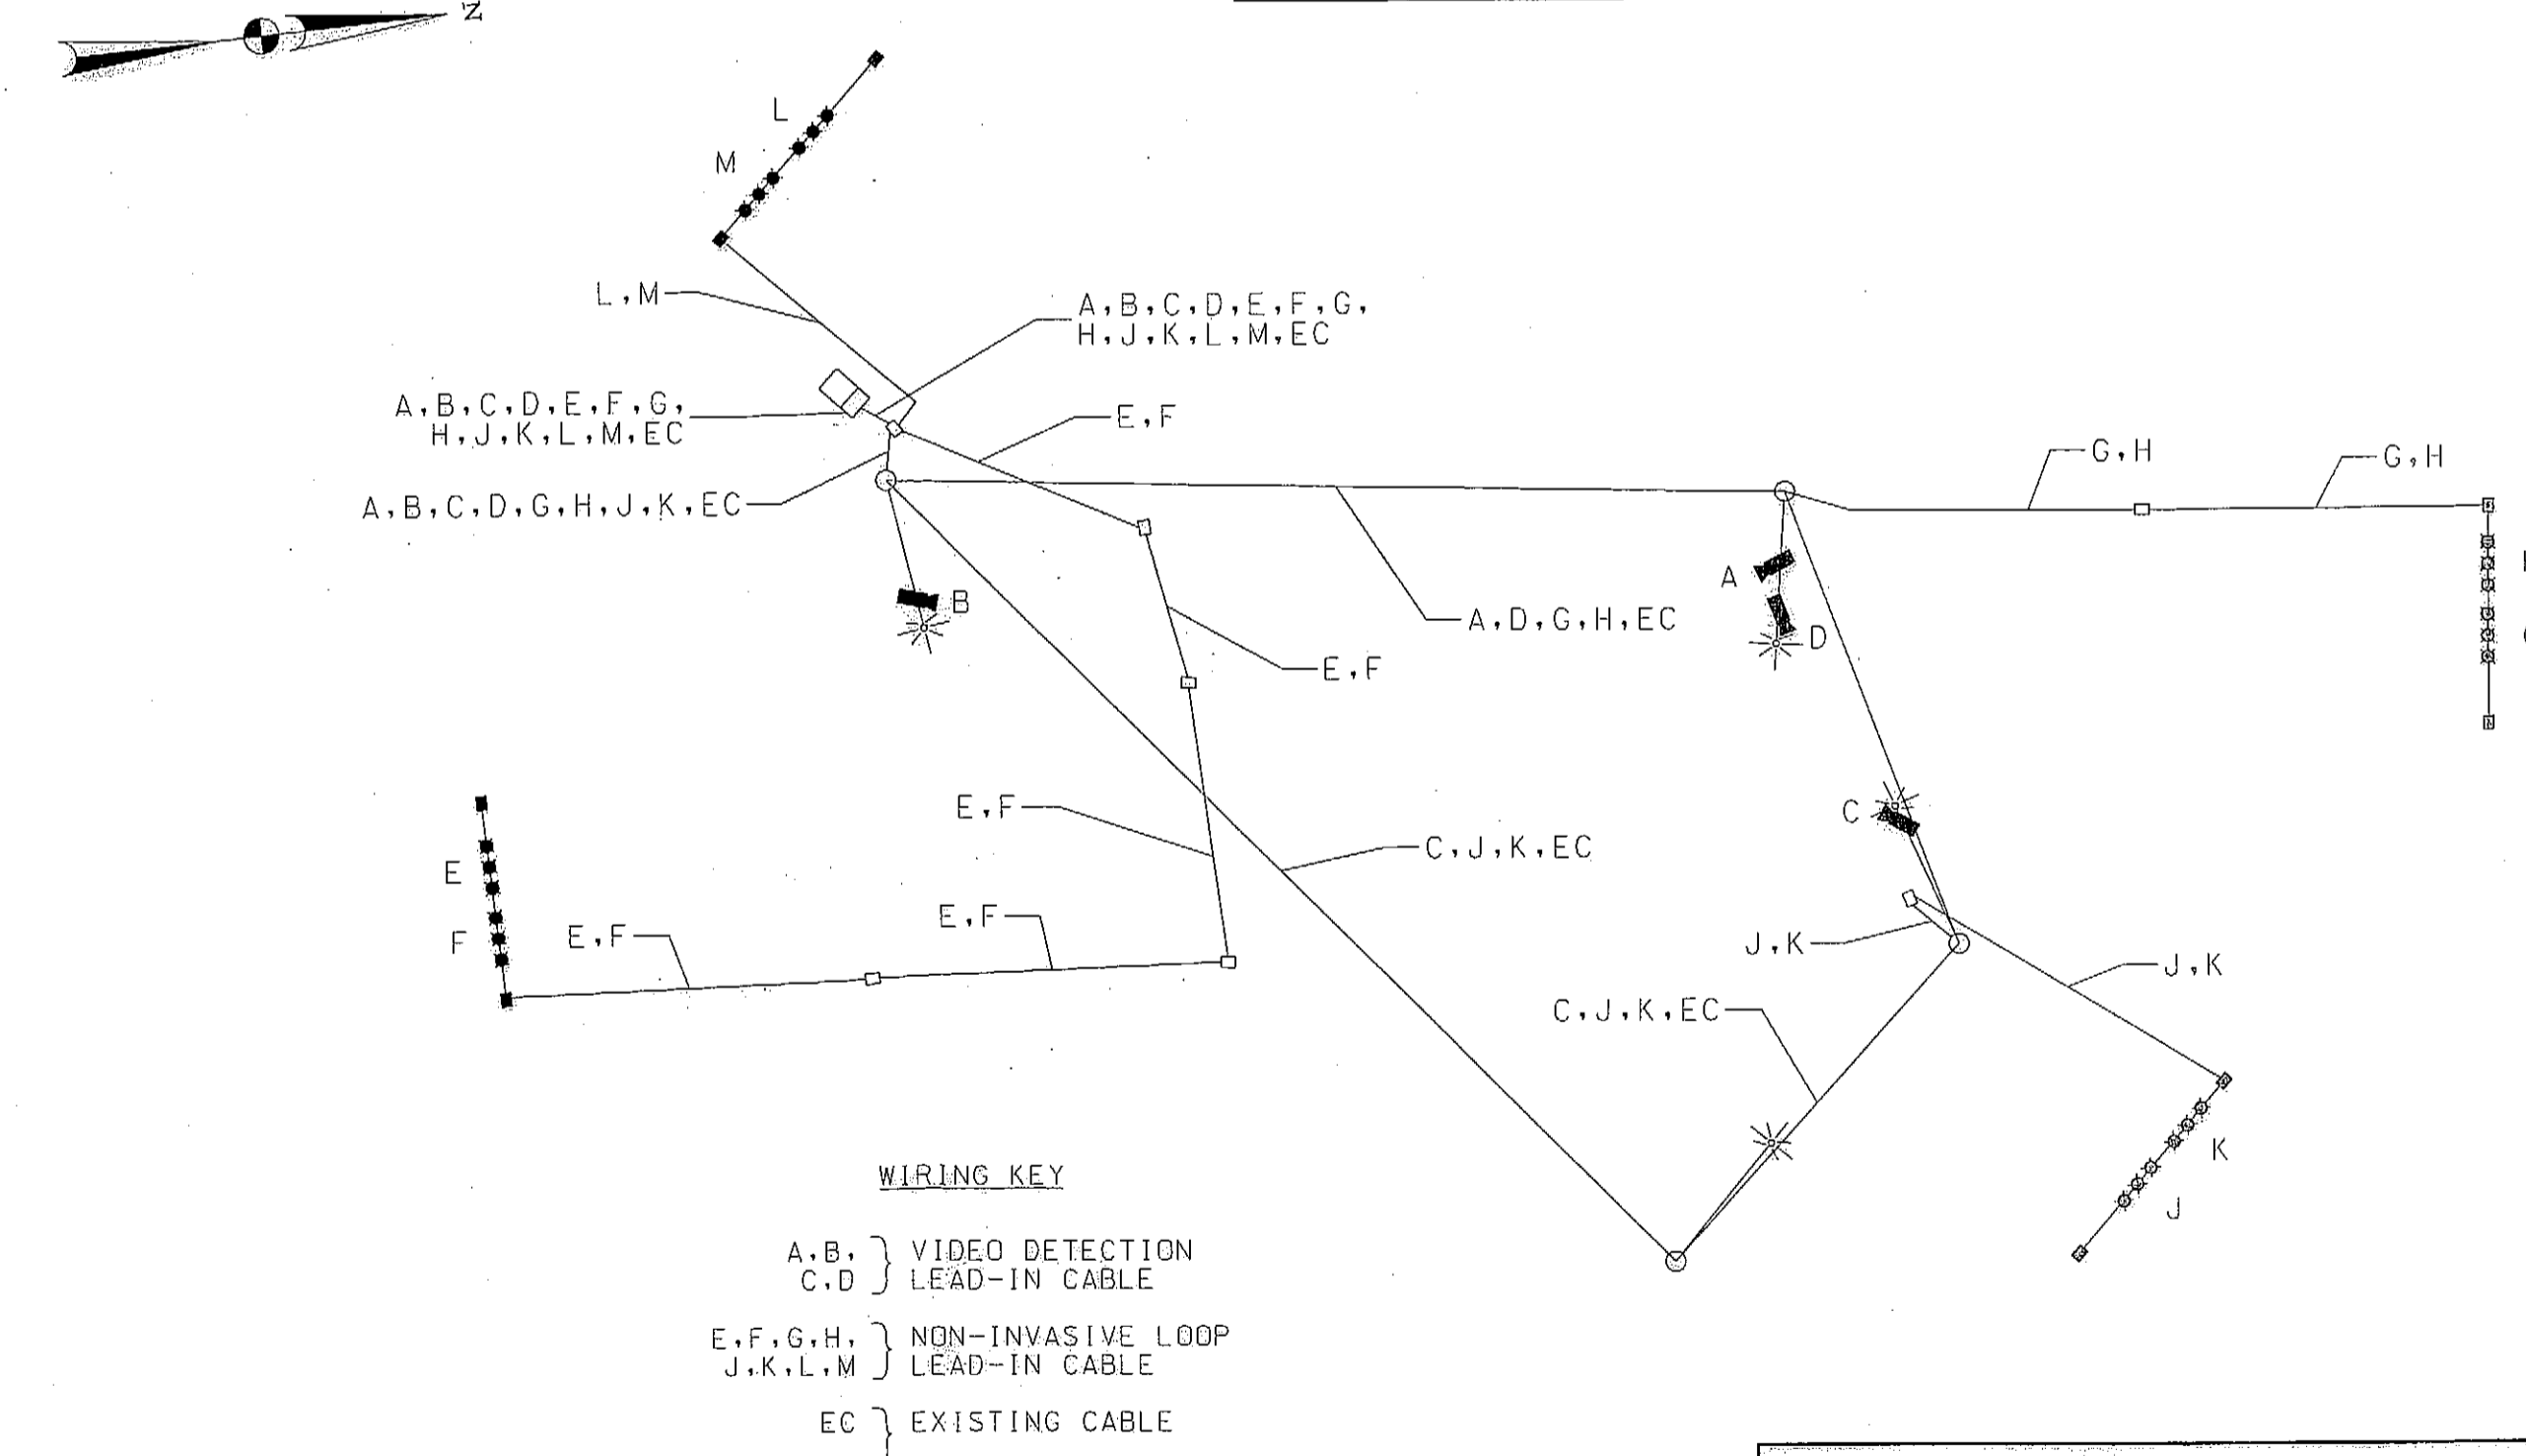 N
L
M
L,M
A,B,C,D,E,F,G,
H,J,K,L,M,EC
A,B,C,D,E,F,G,
H,J,K,L,M,EC
E,F
G,H
G,H
A,B,C,D,G,H,J,K,EC
A
B
A,D,G,H,EC
D
E,F
E,F
C
C,J,K,EC
E
E,F
E,F
F
J,K
J,K
C,J,K,EC
K
J
WIRING KEY
A,B, } VIDEO DETECTION
C,D } LEAD-IN CABLE
E,F,G,H, } NON-INVASIVE LOOP
J,K,L,M } LEAD-IN CABLE
EC } EXISTING CABLE